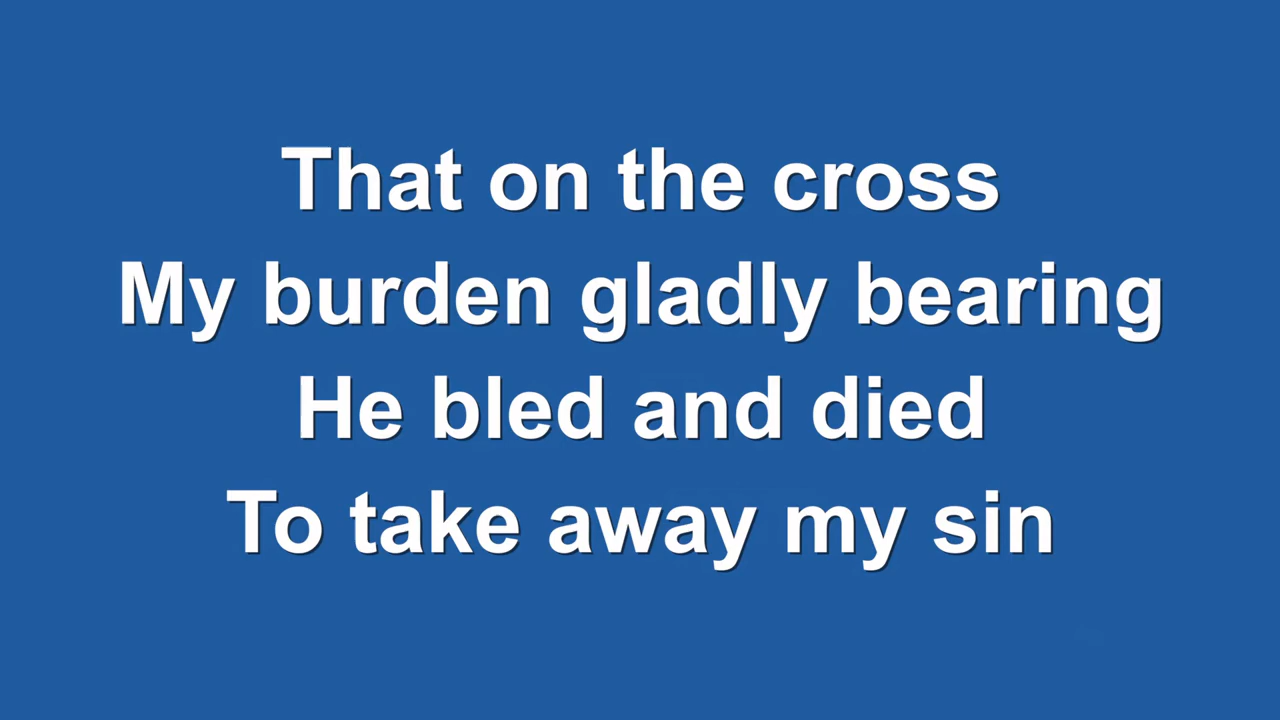 That on the cross
My burden gladly bearing
He bled and died
To take away my sin